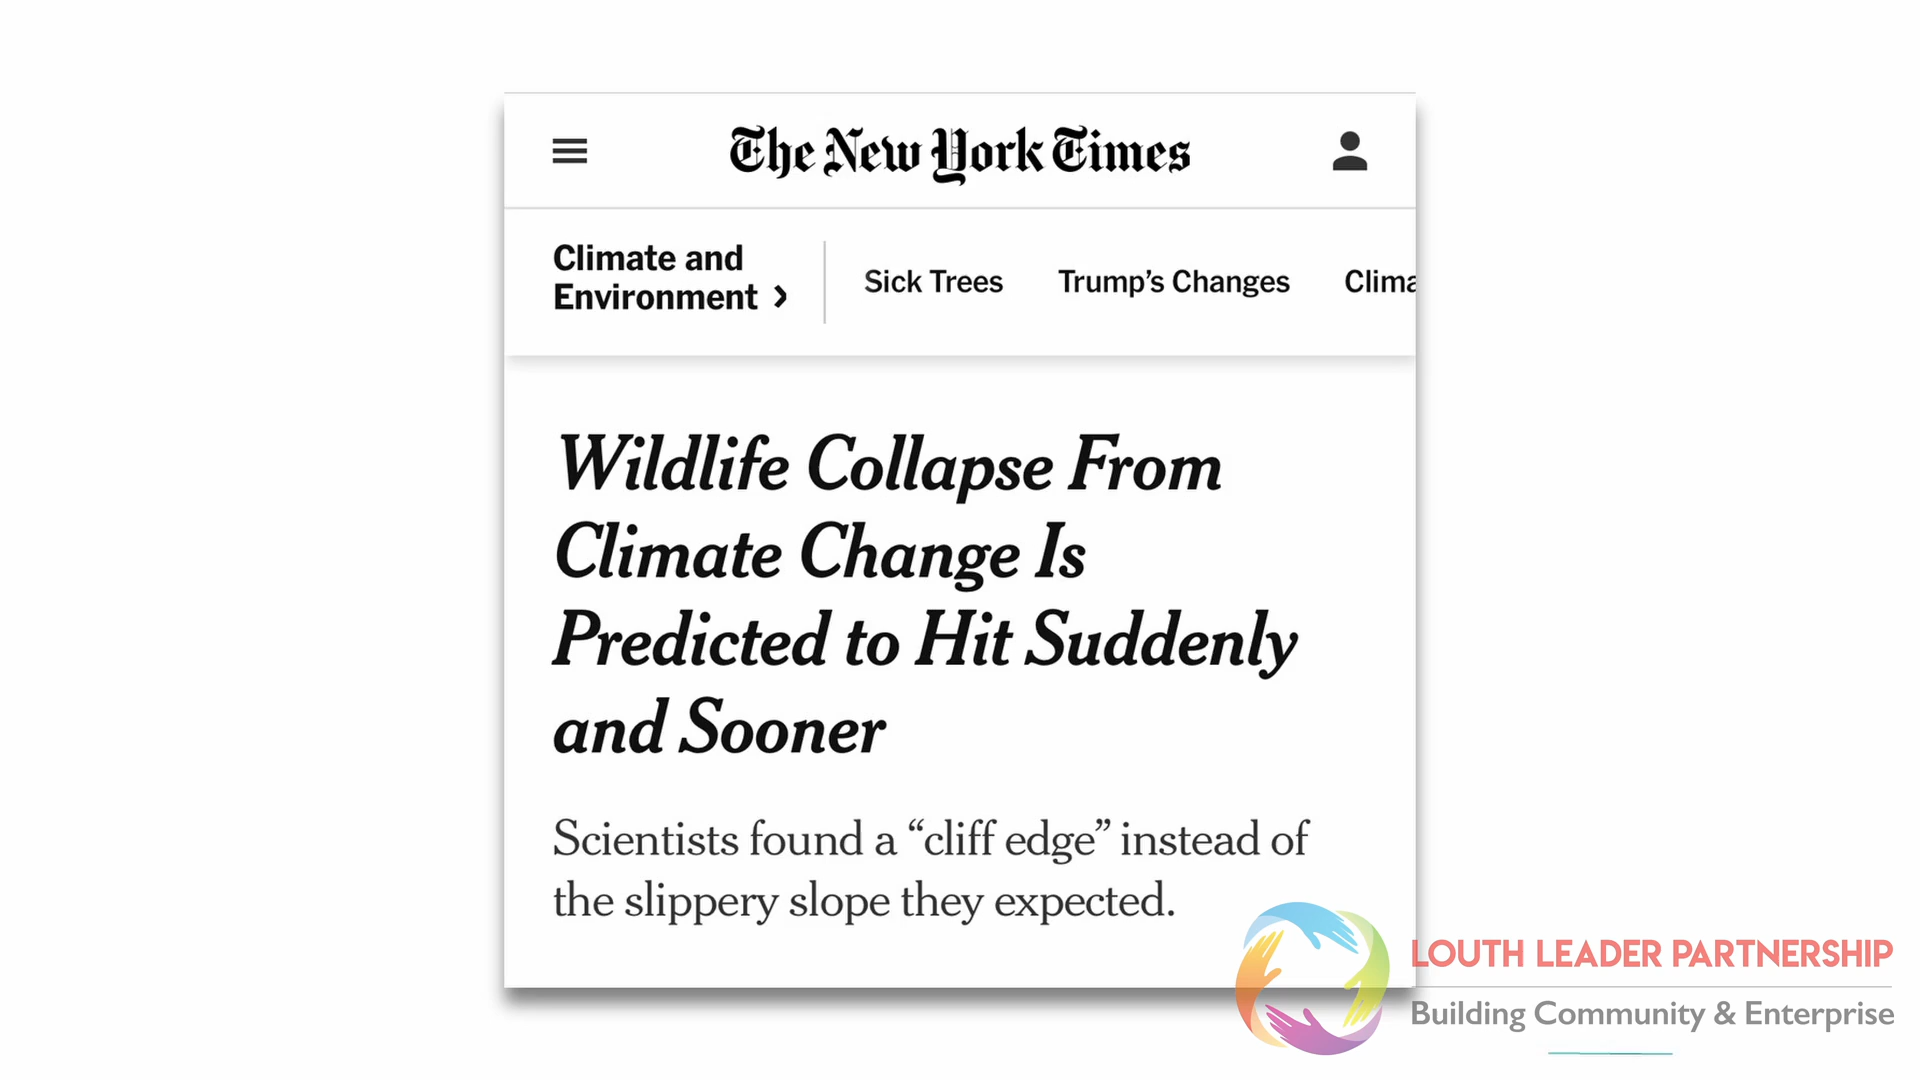 The New York Times
Climate and
Environment
Sick Trees
Trump's Changes
Clima
Wildlife Collapse From
Climate Change Is
Predicted to Hit Suddenly
and Sooner
Scientists found a “cliff edge” instead of
the slippery slope they expected.
LOUTH LEADER PARTNERSHIP
Building Community & Enterprise